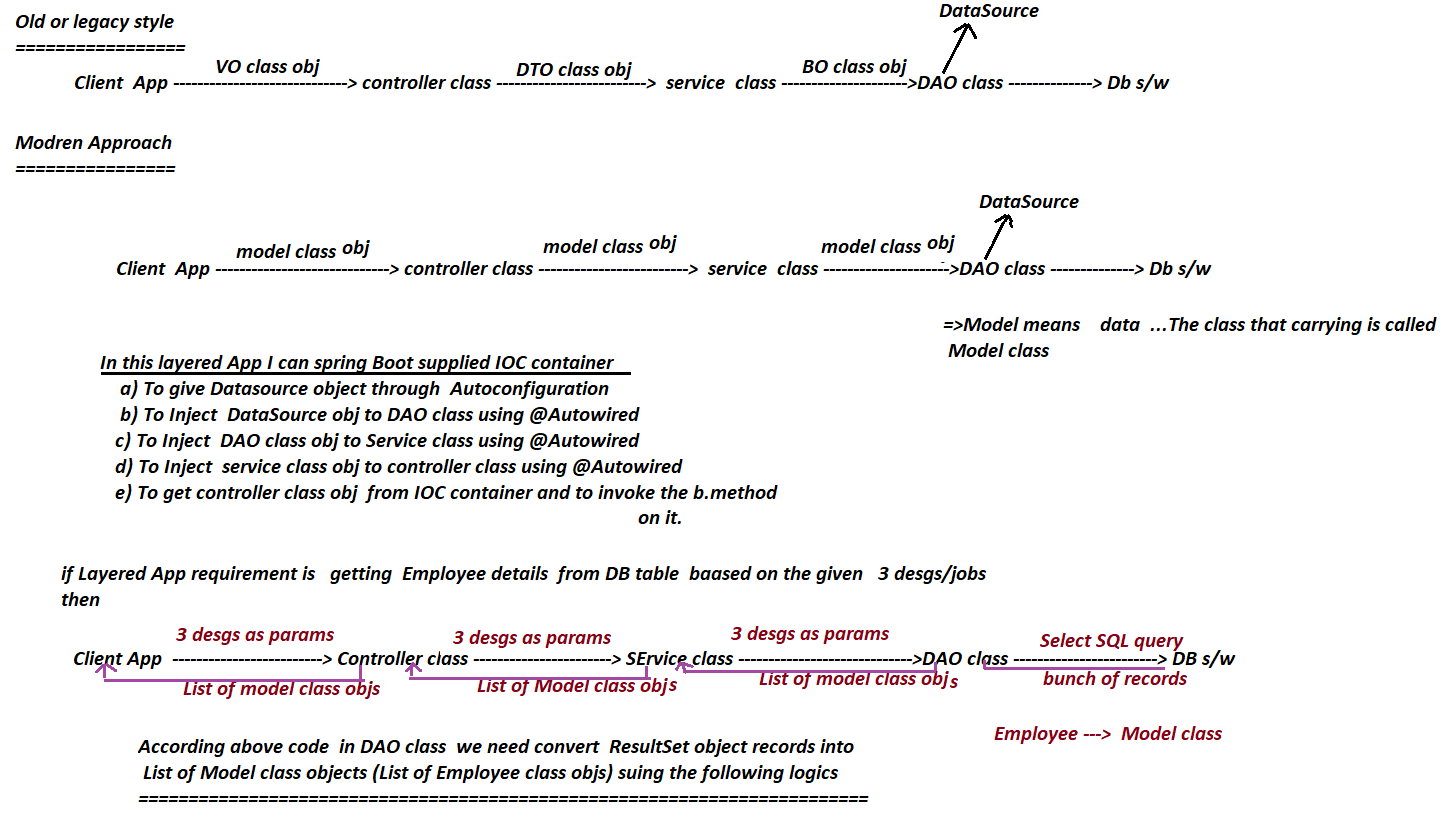 Old or legacy style
=================
DataSource
VO class obj DTO class obj BO class obj
Client App -----------------------------> controller class -------------------------> service class --------------------->DAO class --------------> Db s/w
Modren Approach
================
DataSource
model class obj model class obj model class obj
Client App -----------------------------> controller class -------------------------> service class --------------------->DAO class --------------> Db s/w
=>Model means data ...The class that carrying is called
Model class
In this layered App I can spring Boot supplied IOC container
a) To give Datasource object through Autoconfiguration
b) To Inject DataSource obj to DAO class using @Autowired
c) To Inject DAO class obj to Service class using @Autowired
d) To Inject service class obj to controller class using @Autowired
e) To get controller class obj from IOC container and to invoke the b.method
on it.
if Layered App requirement is getting Employee details from DB table baased on the given 3 desgs/jobs
then
3 desgs as params 3 desgs as params 3 desgs as params Select SQL query
Client App -------------------------> Controller class -----------------------> SErvice class ----------------------------->DAO class ------------------------> DB s/w
List of model class objs List of Model class objs List of model class objs bunch of records
Employee ---> Model class
According above code in DAO class we need convert ResultSet object records into
List of Model class objects (List of Employee class objs) suing the following logics
=========================================================================